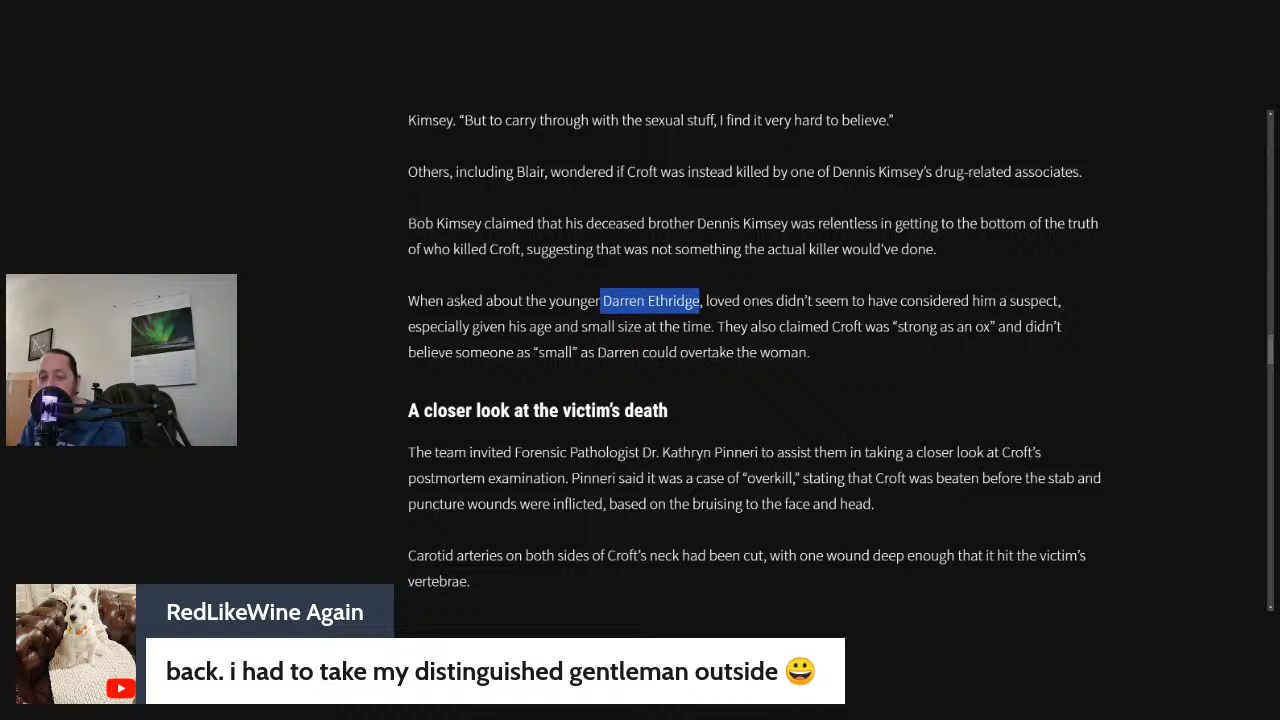 Kimsey. “But to carry through with the sexual stuff, I find it very hard to believe.”
Others, including Blair, wondered if Croft was instead killed by one of Dennis Kimsey’s drug-related associates.
Bob Kimsey claimed that his deceased brother Dennis Kimsey was relentless in getting to the bottom of the truth
of who killed Croft, suggesting that was not something the actual killer would’ve done.
When asked about the younger Darren Ethridge, loved ones didn’t seem to have considered him a suspect,
especially given his age and small size at the time. They also claimed Croft was “strong as an ox” and didn’t
believe someone as “small” as Darren could overtake the woman.
A closer look at the victim’s death
The team invited Forensic Pathologist Dr. Kathryn Pinneri to assist them in taking a closer look at Croft’s
postmortem examination. Pinneri said it was a case of “overkill,” stating that Croft was beaten before the stab and
puncture wounds were inflicted, based on the bruising to the face and head.
Carotid arteries on both sides of Croft’s neck had been cut, with one wound deep enough that it hit the victim’s
vertebrae.
RedLikeWine Again
back. i had to take my distinguished gentleman outside 😀